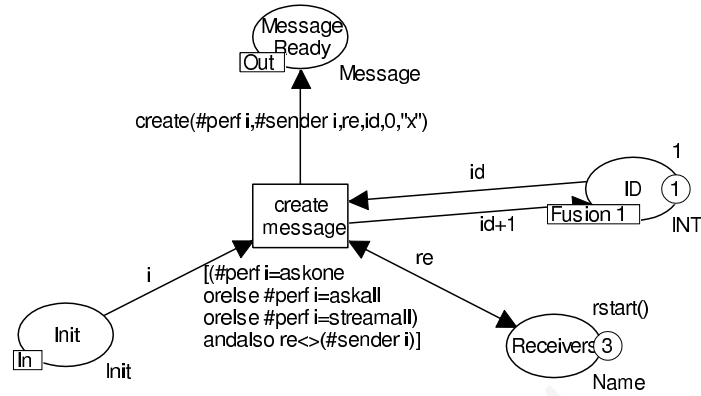 Message
Ready
Out
Message
create(#perf i,#sender i,re,id,0,"x")
1
id
ID
1
Fusion 1
create
message
id+1
INT
re
i
[(#perf i=askone
orelse #perf i=askall
orelse #perf i=streamall)
andalso re<>(#sender i)]
rstart()
Init
In
Init
Receivers
3
Name